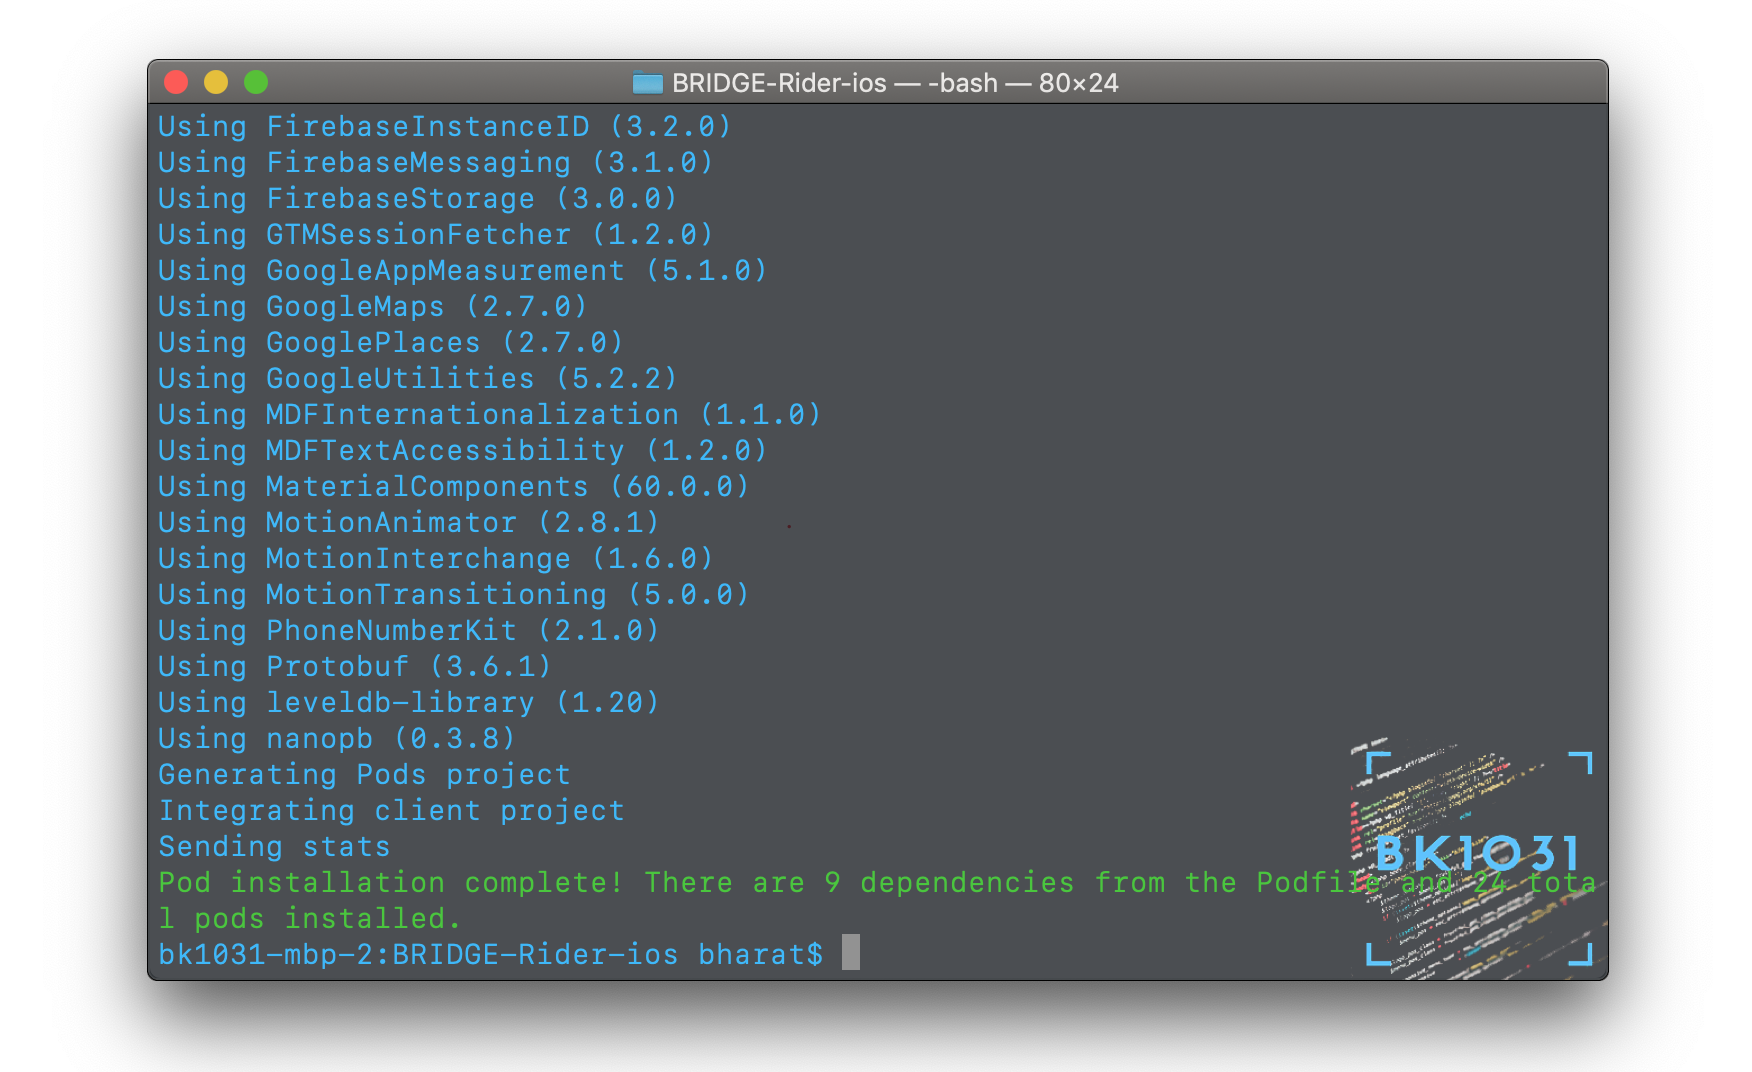 BRIDGE-Rider-ios — -bash — 80×24
Using FirebaseInstanceID (3.2.0)
Using FirebaseMessaging (3.1.0)
Using FirebaseStorage (3.0.0)
Using GTMSessionFetcher (1.2.0)
Using GoogleAppMeasurement (5.1.0)
Using GoogleMaps (2.7.0)
Using GooglePlaces (2.7.0)
Using GoogleUtilities (5.2.2)
Using MDFInternationalization (1.1.0)
Using MDFTextAccessibility (1.2.0)
Using MaterialComponents (60.0.0)
Using MotionAnimator (2.8.1)
Using MotionInterchange (1.6.0)
Using MotionTransitioning (5.0.0)
Using PhoneNumberKit (2.1.0)
Using Protobuf (3.6.1)
Using leveldb-library (1.20)
Using nanopb (0.3.8)
Generating Pods project
Integrating client project
Sending stats
BK1031
Pod installation complete! There are 9 dependencies from the Podfile and 24 tota
l pods installed.
bk1031-mbp-2:BRIDGE-Rider-ios bharat$